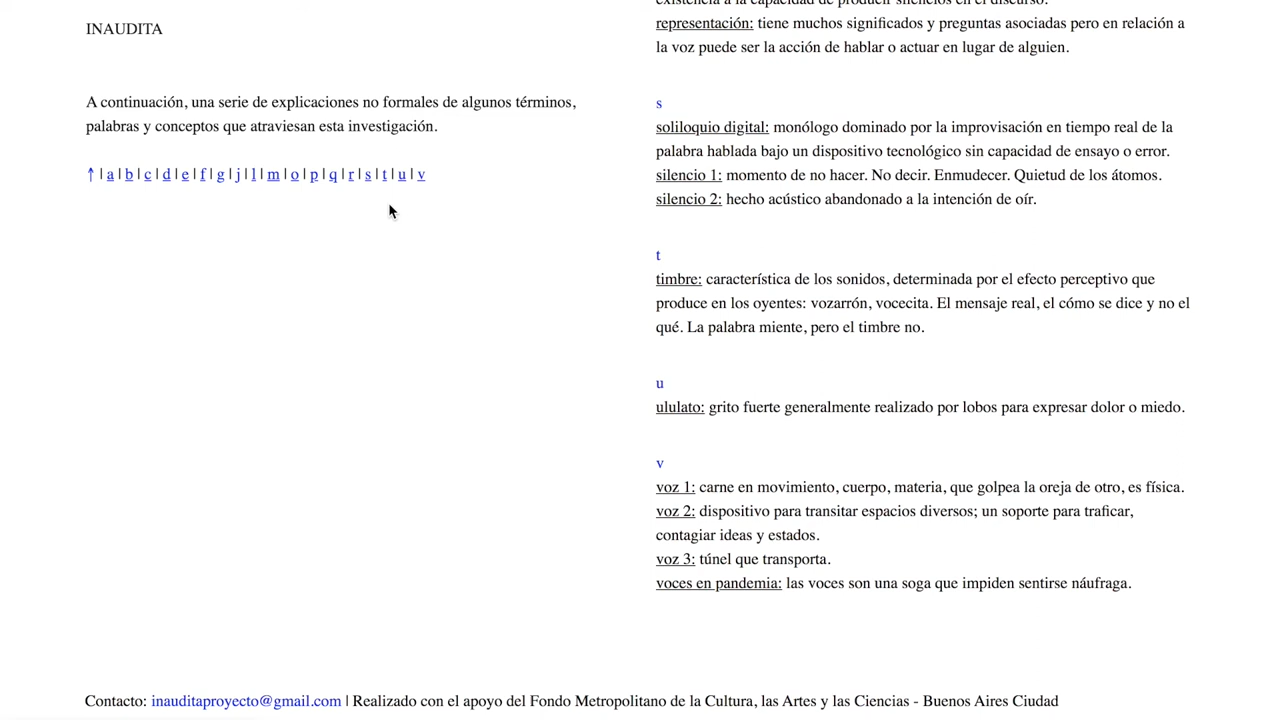 INAUDITA
A continuación, una serie de explicaciones no formales de algunos términos,
palabras y conceptos que atraviesan esta investigación.
↑ | a | b | c | d | e | f | g | j | l | m | o | p | q | r | s | t | u | v
existencia a la capacidad de producir silencios en el discurso.
representación: tiene muchos significados y preguntas asociadas pero en relación a
la voz puede ser la acción de hablar o actuar en lugar de alguien.
s
soliloquio digital: monólogo dominado por la improvisación en tiempo real de la
palabra hablada bajo un dispositivo tecnológico sin capacidad de ensayo o error.
silencio 1: momento de no hacer. No decir. Enmudecer. Quietud de los átomos.
silencio 2: hecho acústico abandonado a la intención de oír.
t
timbre: característica de los sonidos, determinada por el efecto perceptivo que
produce en los oyentes: vozarrón, vocecita. El mensaje real, el cómo se dice y no el
qué. La palabra miente, pero el timbre no.
u
ululato: grito fuerte generalmente realizado por lobos para expresar dolor o miedo.
v
voz 1: carne en movimiento, cuerpo, materia, que golpea la oreja de otro, es física.
voz 2: dispositivo para transitar espacios diversos; un soporte para traficar,
contagiar ideas y estados.
voz 3: túnel que transporta.
voces en pandemia: las voces son una soga que impiden sentirse náufraga.
Contacto: inauditaproyecto@gmail.com | Realizado con el apoyo del Fondo Metropolitano de la Cultura, las Artes y las Ciencias - Buenos Aires Ciudad